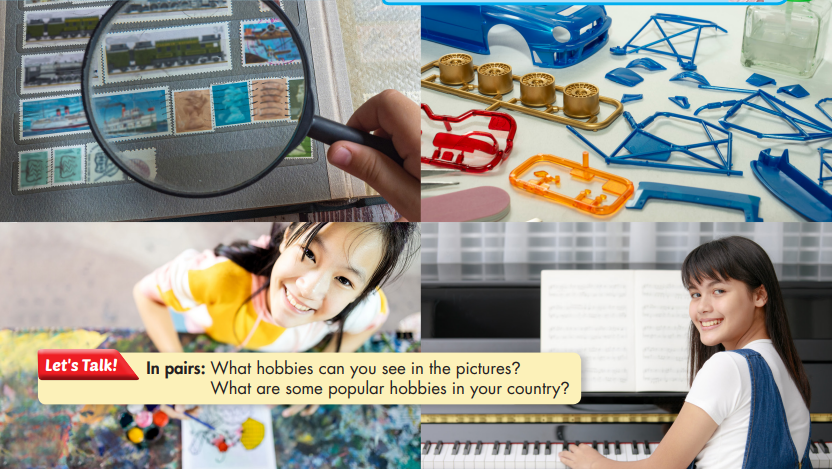 Let's Talk!
In pairs: What hobbies can you see in the pictures?
What are some popular hobbies in your country?